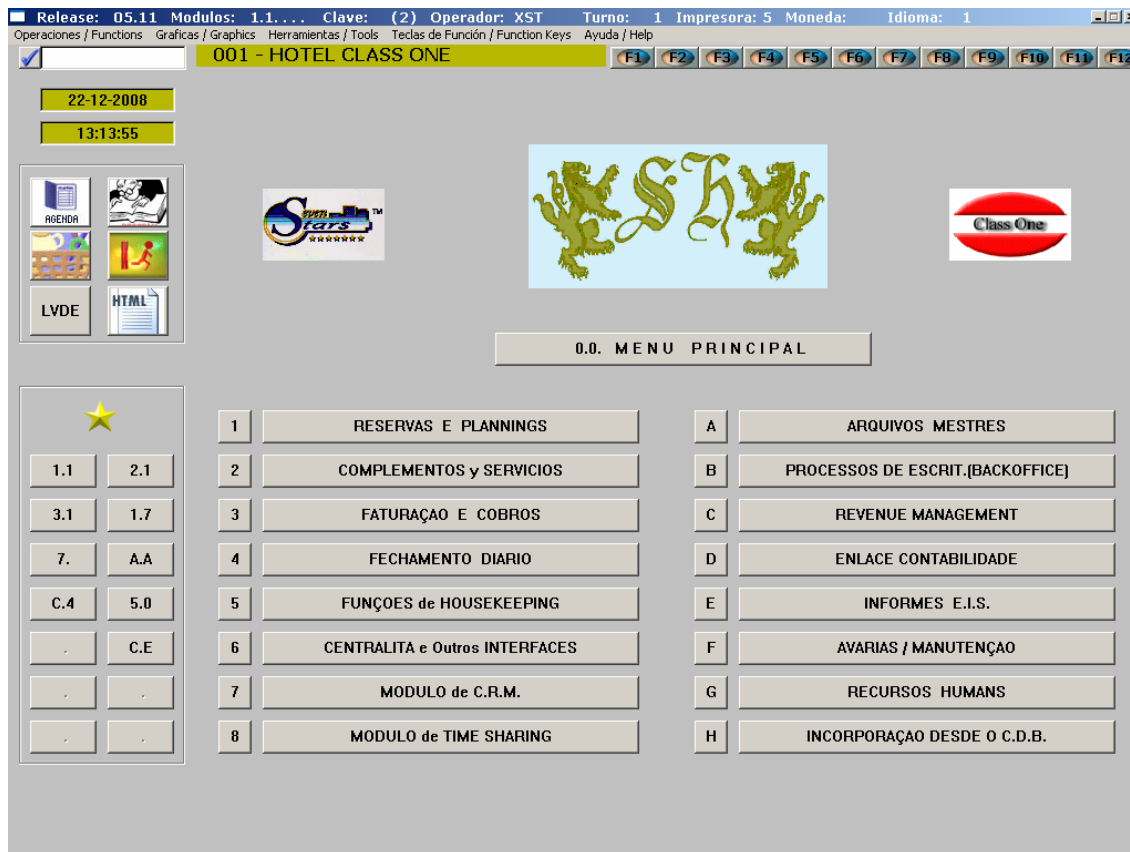 Release: 05.11 Modulos: 1.1.... Clave: (2) Operador: XST Turno: 1 Impresora: 5 Moneda: Idioma: 1
Operaciones / Functions Graficas / Graphics Herramientas / Tools Teclas de Función / Function Keys Ayuda / Help
001 - HOTEL CLASS ONE F1 F2 F3 F4 F5 F6 F7 F8 F9 F10 F11 F12
22-12-2008
13:13:55
AGENDA
LVDE HTML
Seven Stars TM
SH
Class One
0.0. MENU PRINCIPAL
1.1 2.1
3.1 1.7
7. A.A
C.4 5.0
. C.E
. .
. .
1 RESERVAS E PLANNINGS
2 COMPLEMENTOS y SERVICIOS
3 FATURAÇAO E COBROS
4 FECHAMENTO DIARIO
5 FUNÇOES de HOUSEKEEPING
6 CENTRALITA e Outros INTERFACES
7 MODULO de C.R.M.
8 MODULO de TIME SHARING
A ARQUIVOS MESTRES
B PROCESSOS DE ESCRIT.(BACKOFFICE)
C REVENUE MANAGEMENT
D ENLACE CONTABILIDADE
E INFORMES E.I.S.
F AVARIAS / MANUTENÇAO
G RECURSOS HUMANS
H INCORPORAÇAO DESDE O C.D.B.